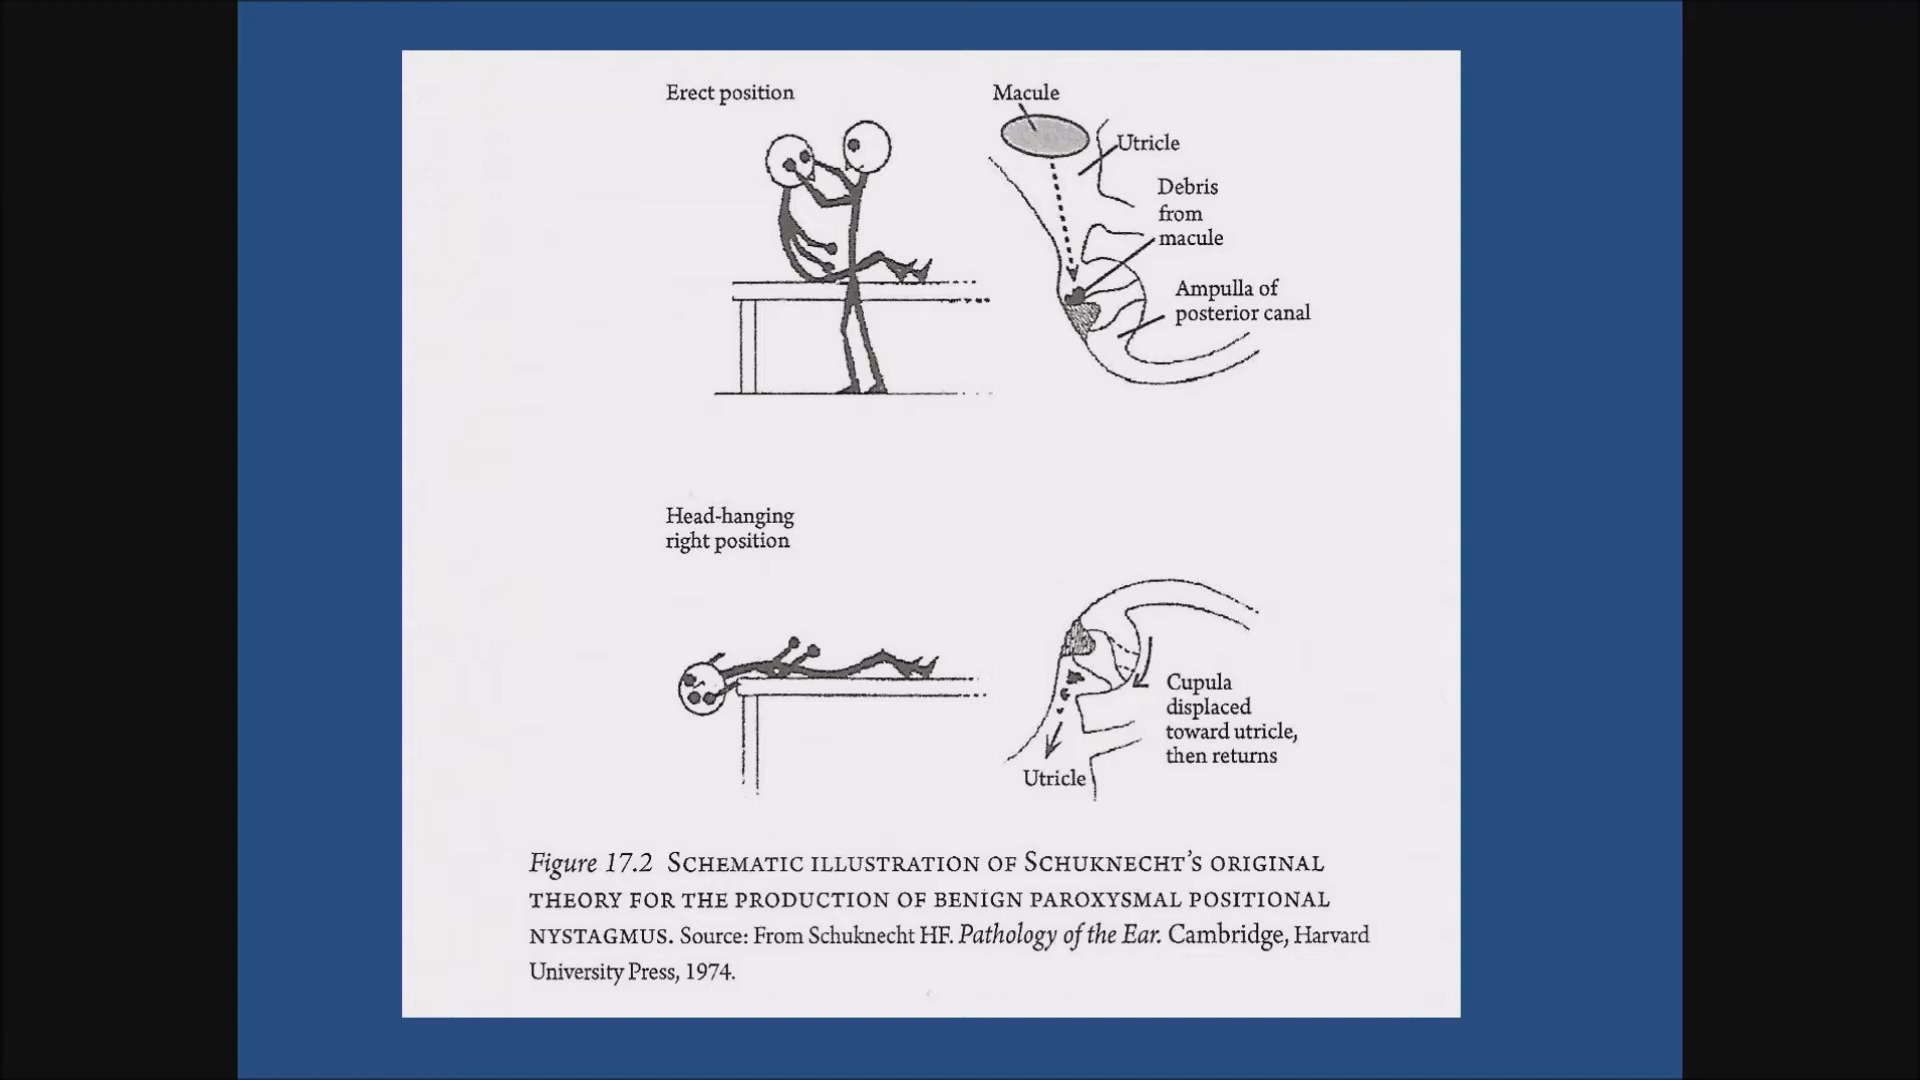 Erect position
Macule
Utricle
Debris
from
macule
Ampulla of
posterior canal
Head-hanging
right position
Cupula
displaced
toward utricle,
then returns
Utricle
Figure 17.2 SCHEMATIC ILLUSTRATION OF SCHUKNECHT'S ORIGINAL
THEORY FOR THE PRODUCTION OF BENIGN PAROXYSMAL POSITIONAL
NYSTAGMUS. Source: From Schuknecht HF. Pathology of the Ear. Cambridge, Harvard
University Press, 1974.